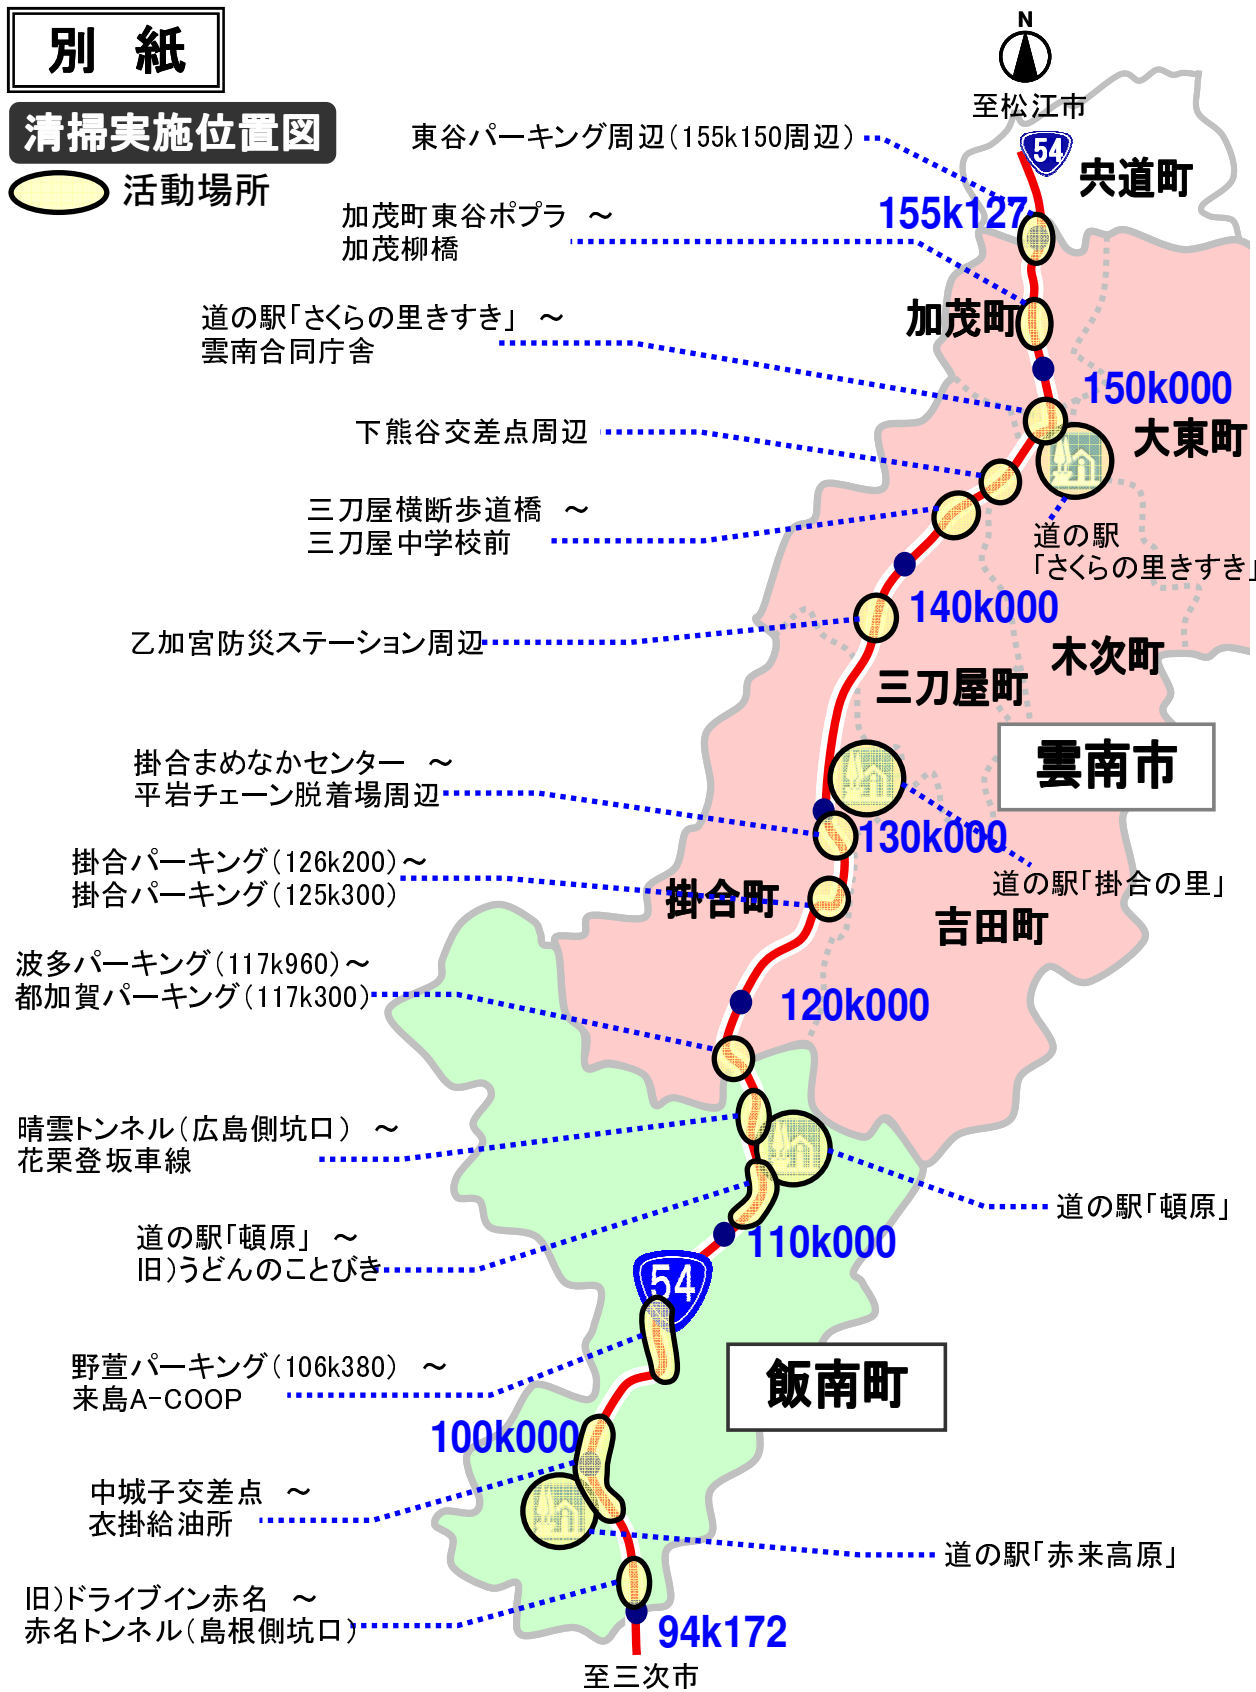 別 紙
清掃実施位置図
活動場所
N
至松江市
54
東谷パーキング周辺(155k150周辺)
宍道町
155k127
加茂町東谷ポプラ ～
加茂柳橋
加茂町
道の駅「さくらの里きすき」 ～
雲南合同庁舎
150k000
大東町
下熊谷交差点周辺
三刀屋横断歩道橋 ～
三刀屋中学校前
道の駅
「さくらの里きすき」
140k000
乙加宮防災ステーション周辺
木次町
三刀屋町
雲南市
掛合まめなかセンター ～
平岩チェーン脱着場周辺
130k000
掛合パーキング(126k200)～
掛合パーキング(125k300)
道の駅「掛合の里」
掛合町
吉田町
波多パーキング(117k960)～
都加賀パーキング(117k300)
120k000
晴雲トンネル(広島側坑口) ～
花栗登坂車線
道の駅「頓原」
道の駅「頓原」 ～
旧)うどんのことびき
110k000
54
野萱パーキング(106k380) ～
来島A-COOP
飯南町
100k000
中城子交差点 ～
衣掛給油所
道の駅「赤来高原」
旧)ドライブイン赤名 ～
赤名トンネル(島根側坑口)
94k172
至三次市